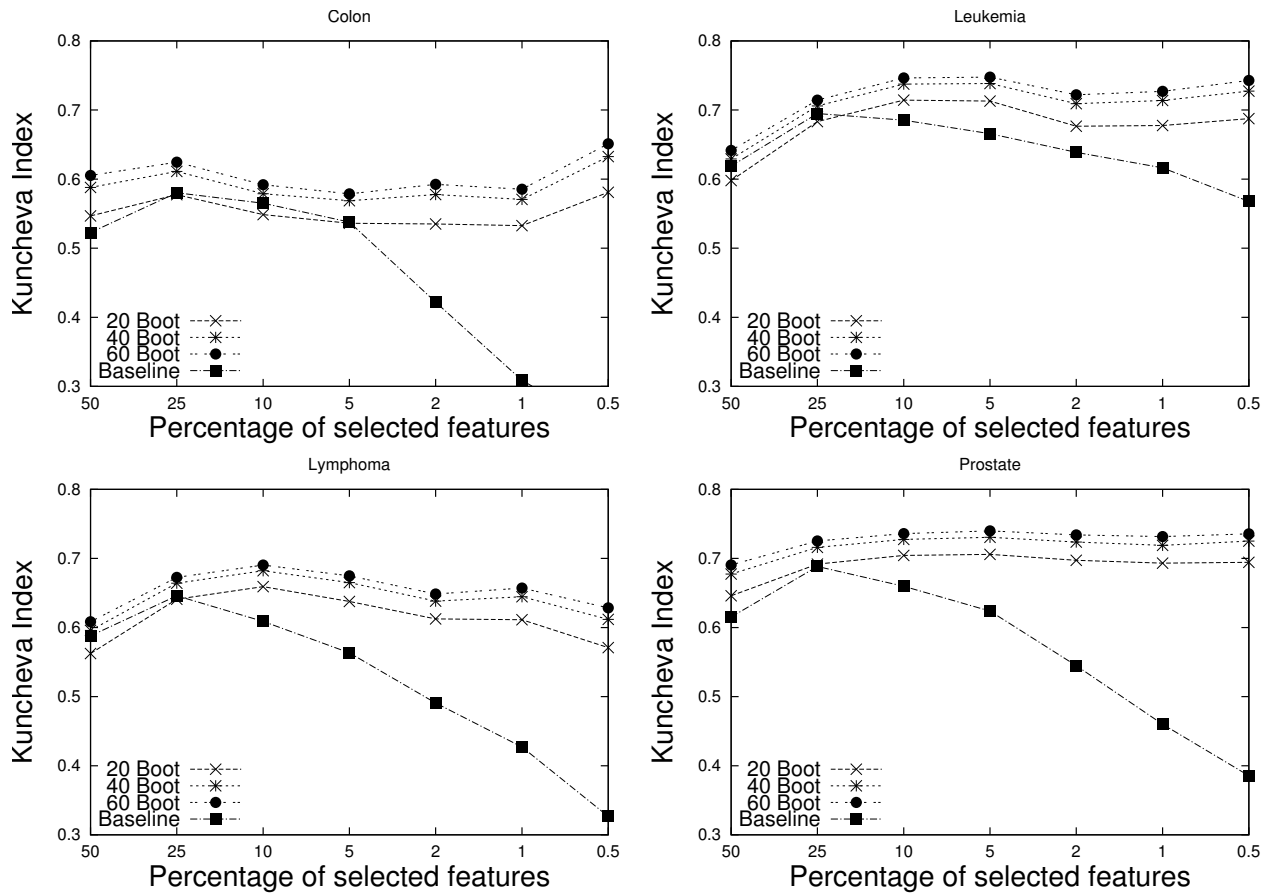 Colon
Kuncheva Index
0.8
0.7
0.6
0.5
0.4
0.3
20 Boot
40 Boot
60 Boot
Baseline
50 25 10 5 2 1 0.5
Percentage of selected features
Leukemia
Kuncheva Index
0.8
0.7
0.6
0.5
0.4
0.3
20 Boot
40 Boot
60 Boot
Baseline
50 25 10 5 2 1 0.5
Percentage of selected features
Lymphoma
Kuncheva Index
0.8
0.7
0.6
0.5
0.4
0.3
20 Boot
40 Boot
60 Boot
Baseline
50 25 10 5 2 1 0.5
Percentage of selected features
Prostate
Kuncheva Index
0.8
0.7
0.6
0.5
0.4
0.3
20 Boot
40 Boot
60 Boot
Baseline
50 25 10 5 2 1 0.5
Percentage of selected features